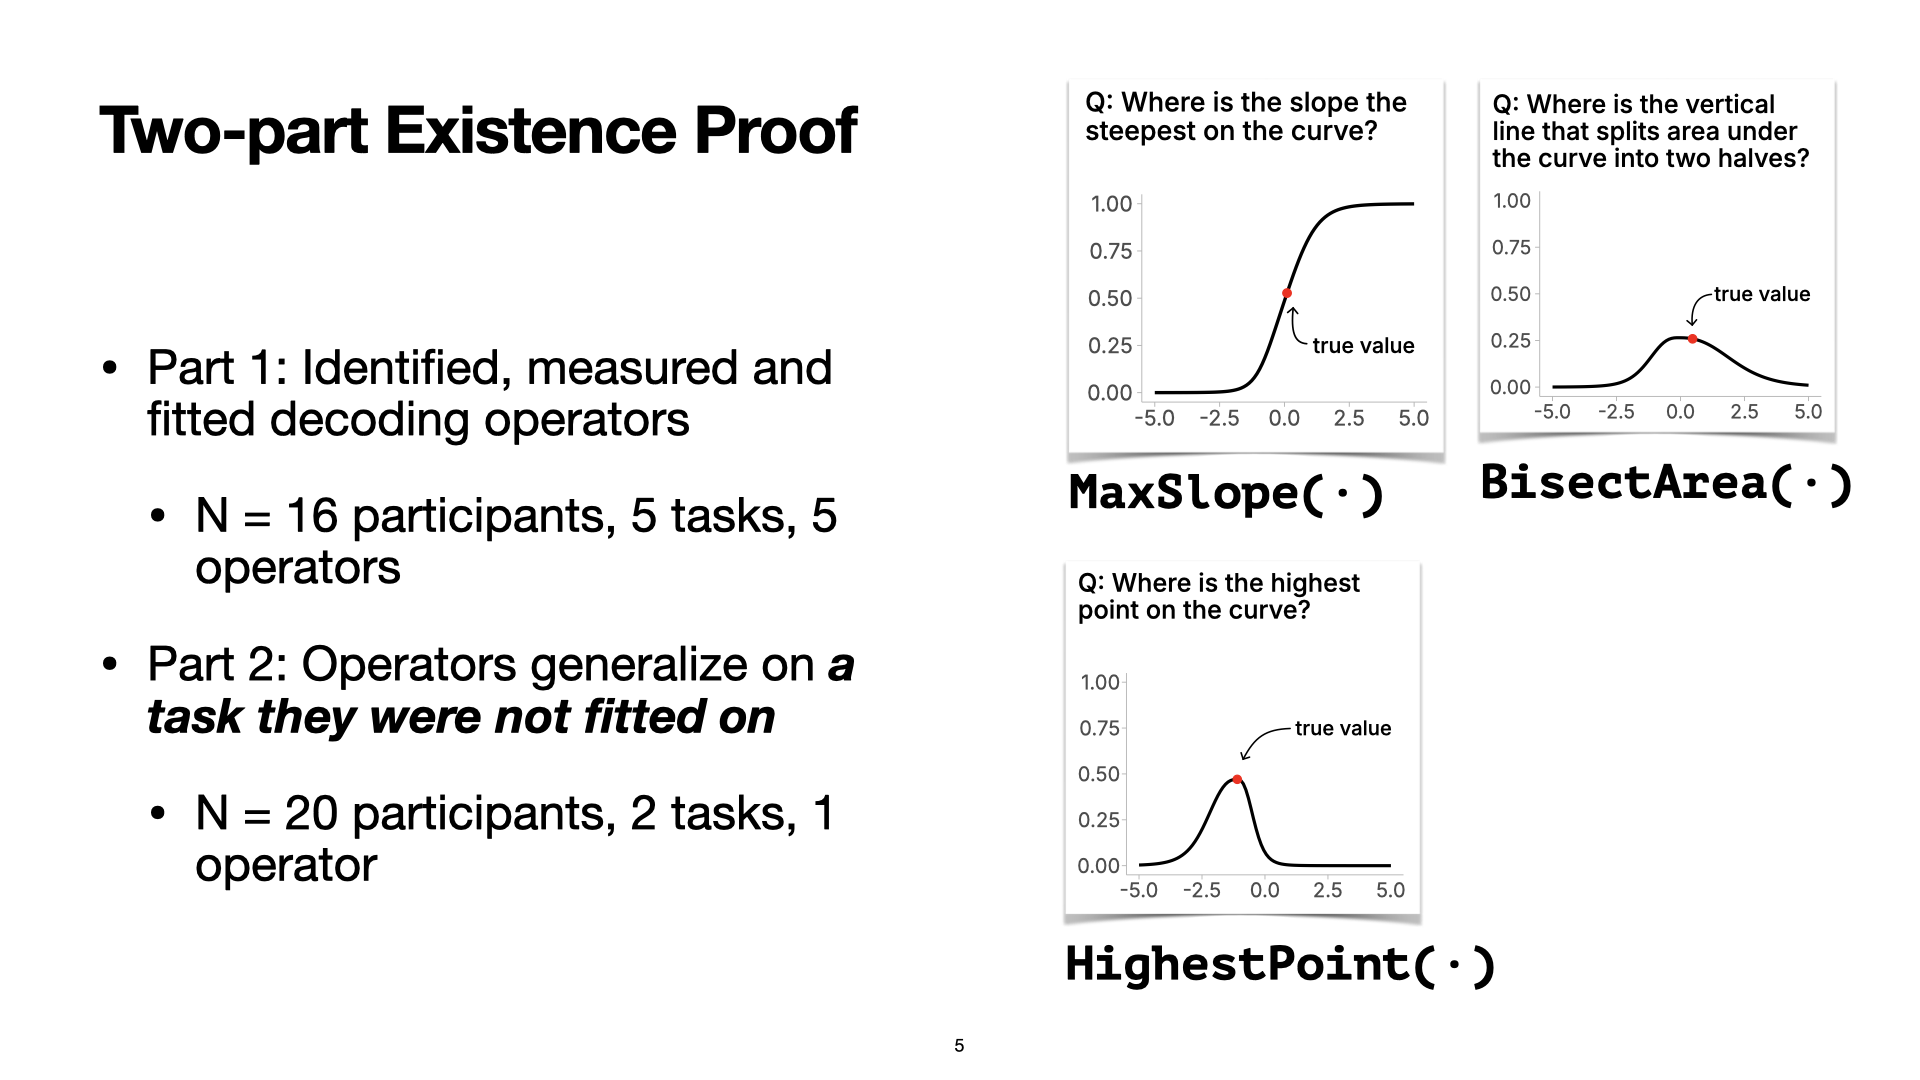 Two-part Existence Proof
• Part 1: Identified, measured and
fitted decoding operators
• N = 16 participants, 5 tasks, 5
operators
• Part 2: Operators generalize on a
task they were not fitted on
• N = 20 participants, 2 tasks, 1
operator
Q: Where is the slope the
steepest on the curve?
1.00
0.75
0.50
0.25
0.00
true value
-5.0 -2.5 0.0 2.5 5.0
MaxSlope(·)
Q: Where is the vertical
line that splits area under
the curve into two halves?
1.00
0.75
0.50
0.25
0.00
true value
-5.0 -2.5 0.0 2.5 5.0
BisectArea(·)
Q: Where is the highest
point on the curve?
1.00
0.75
0.50
0.25
0.00
true value
-5.0 -2.5 0.0 2.5 5.0
HighestPoint(·)
5